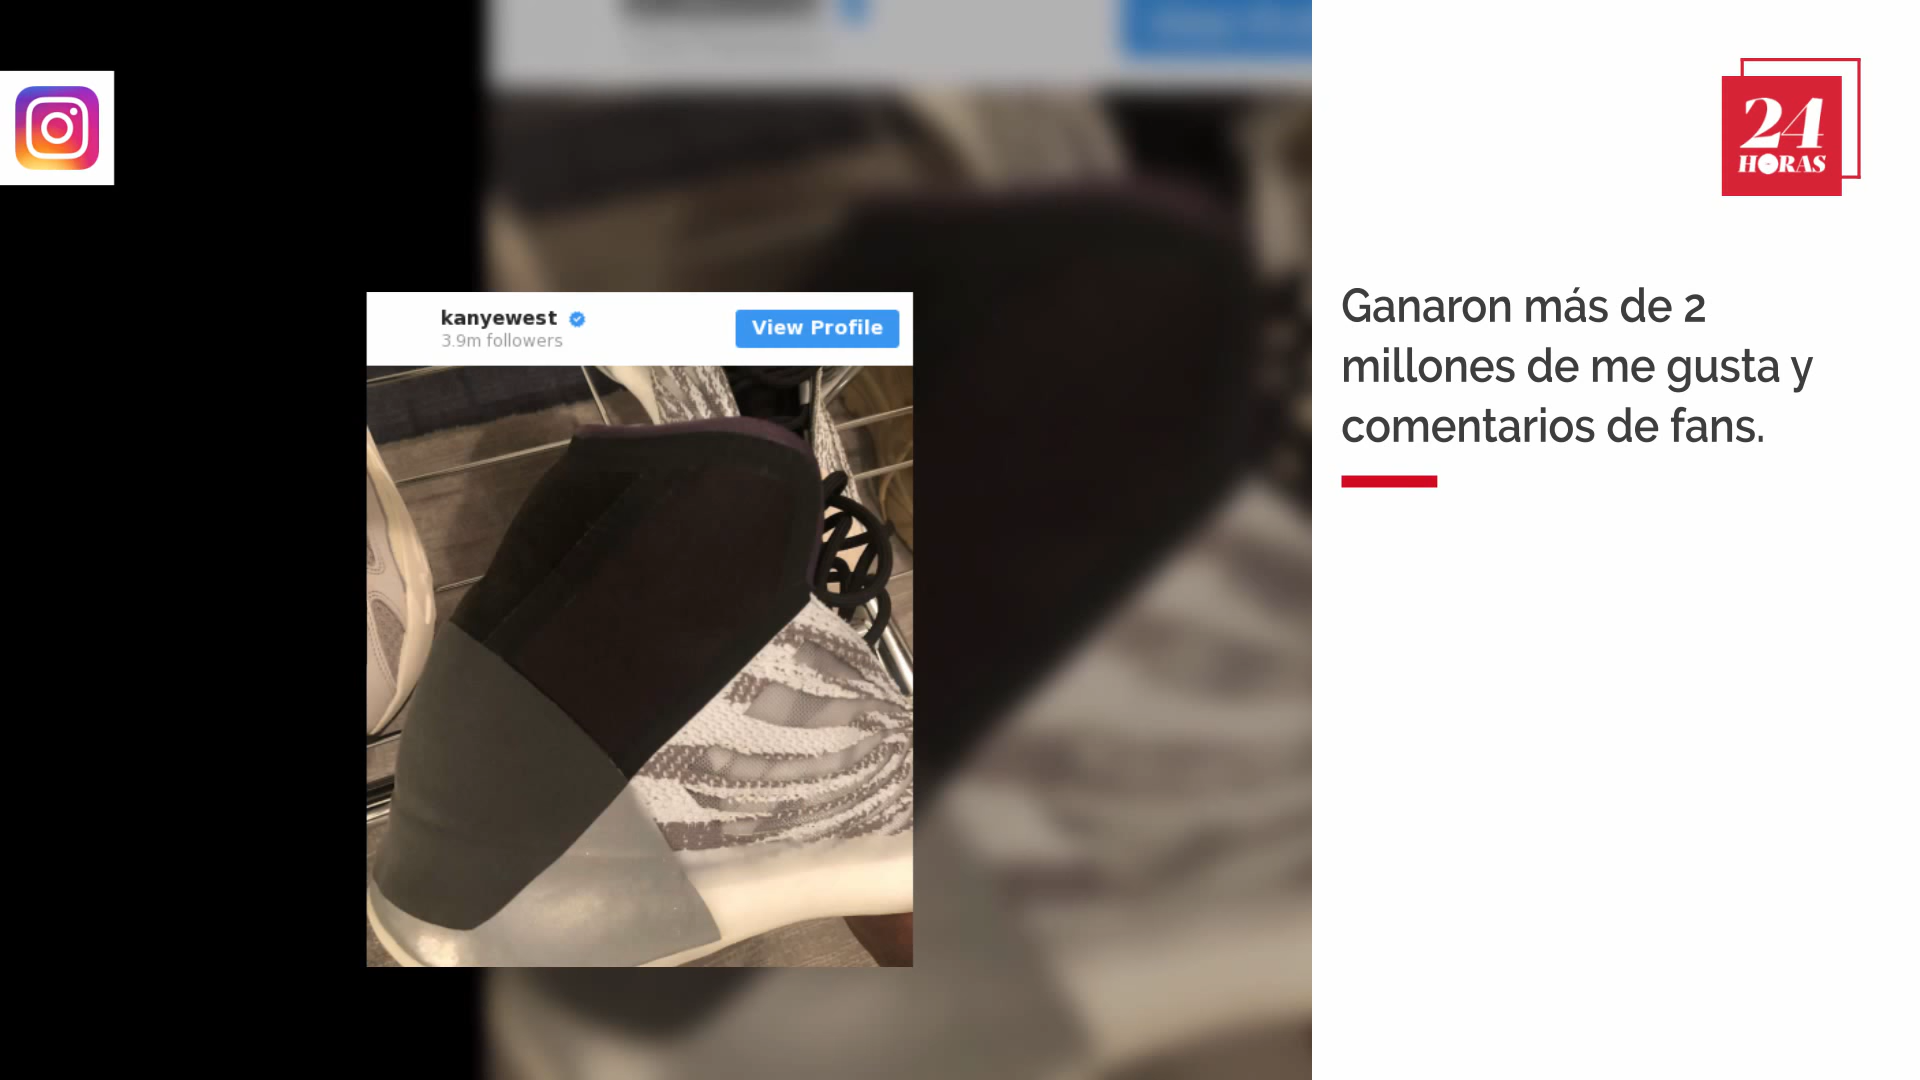 kanyewest
3.9m followers
View Profile
24
HORAS
Ganaron más de 2
millones de me gusta y
comentarios de fans.